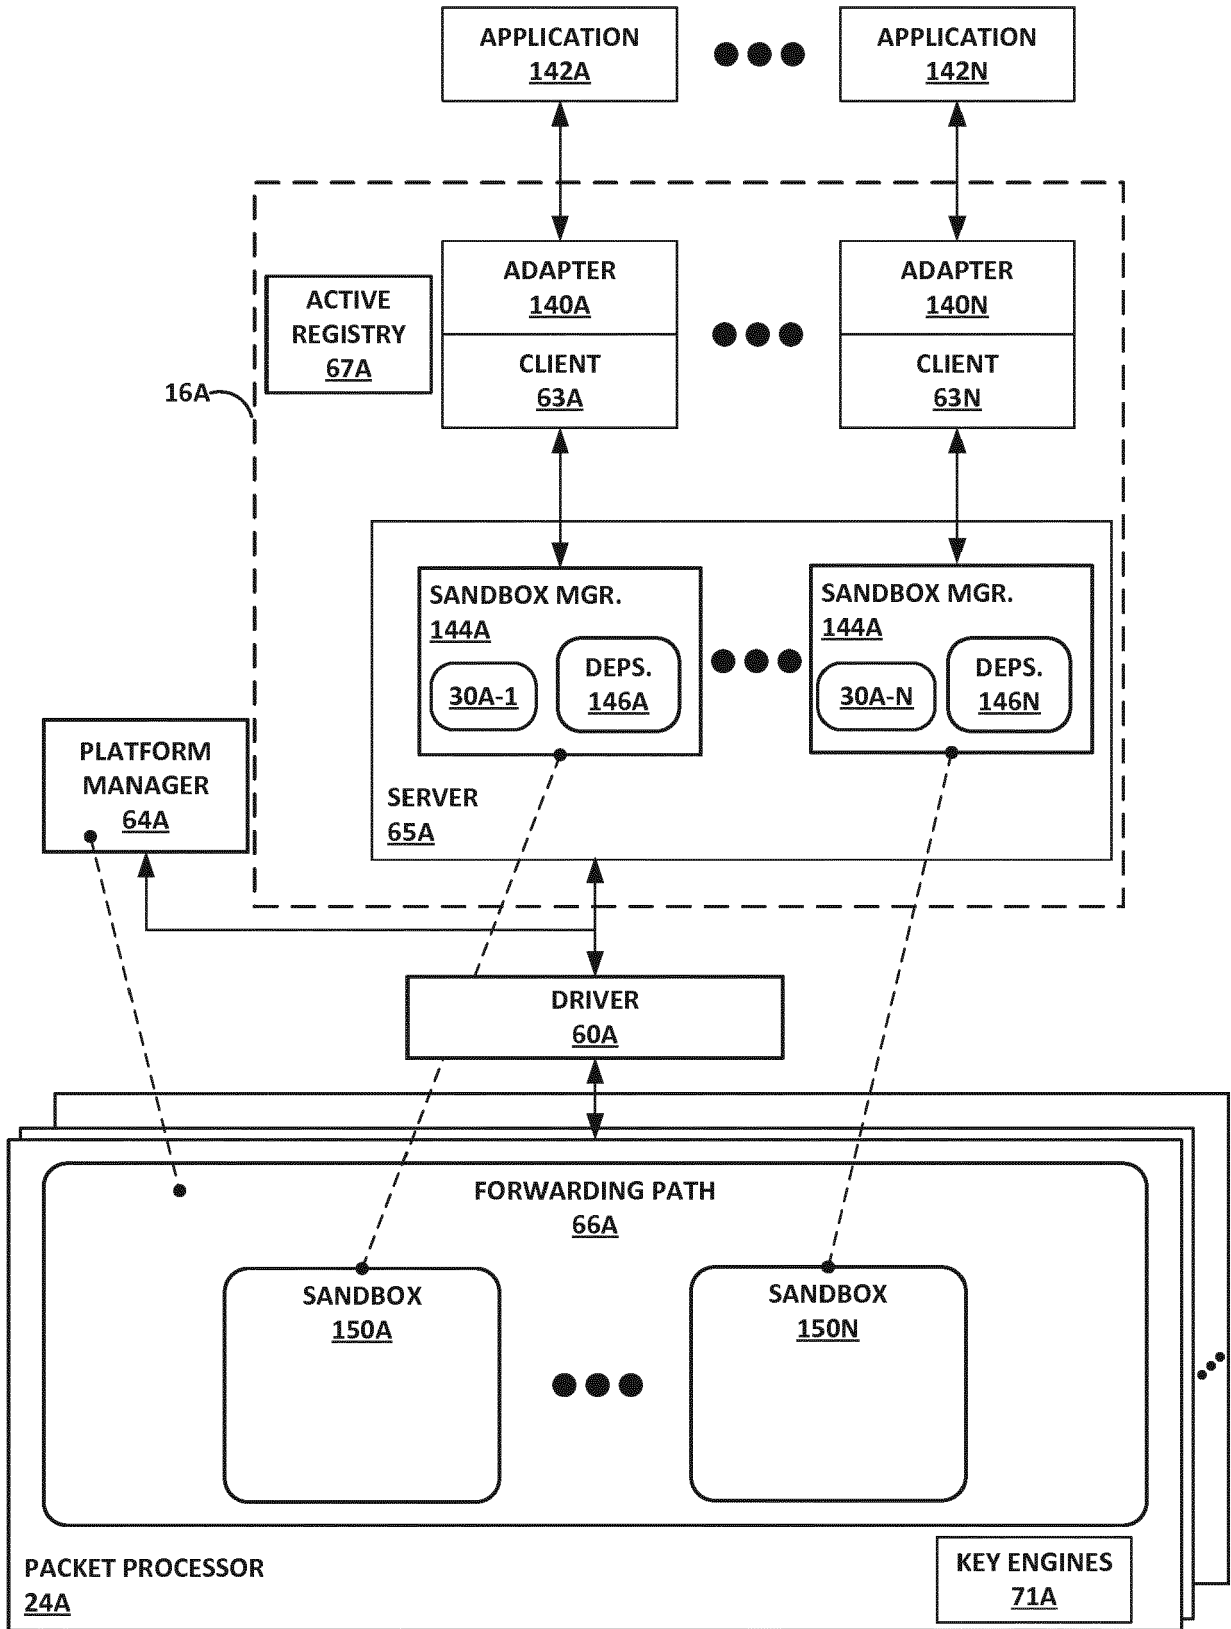 APPLICATION
142A
APPLICATION
142N
ADAPTER
140A
ADAPTER
140N
ACTIVE
REGISTRY
67A
CLIENT
63A
CLIENT
63N
16A
SANDBOX MGR.
144A
30A-1
DEPS.
146A
SANDBOX MGR.
144A
30A-N
DEPS.
146N
PLATFORM
MANAGER
64A
SERVER
65A
DRIVER
60A
FORWARDING PATH
66A
SANDBOX
150A
SANDBOX
150N
PACKET PROCESSOR
24A
KEY ENGINES
71A